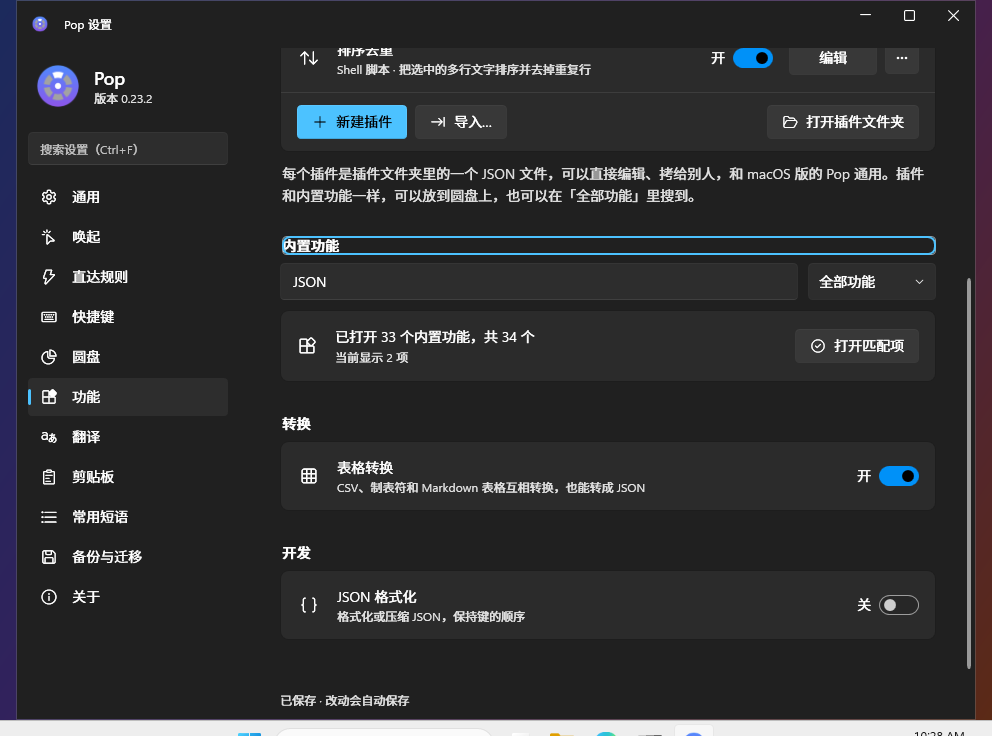 Pop 设置
Pop
版本 0.23.2
搜索设置（Ctrl+F）
通用
唤起
直达规则
快捷键
圆盘
功能
翻译
剪贴板
常用短语
备份与迁移
关于
排序去重
Shell 脚本 · 把选中的多行文字排序并去掉重复行
开
编辑
新建插件
导入...
打开插件文件夹
每个插件是插件文件夹里的一个 JSON 文件，可以直接编辑、拷给别人，和 macOS 版的 Pop 通用。插件
和内置功能一样，可以放到圆盘上，也可以在「全部功能」里搜到。
内置功能
JSON
全部功能
已打开 33 个内置功能，共 34 个
当前显示 2 项
打开匹配项
转换
表格转换
CSV、制表符和 Markdown 表格互相转换，也能转成 JSON
开
开发
JSON 格式化
格式化或压缩 JSON，保持键的顺序
关
已保存 · 改动会自动保存
10:28 AM